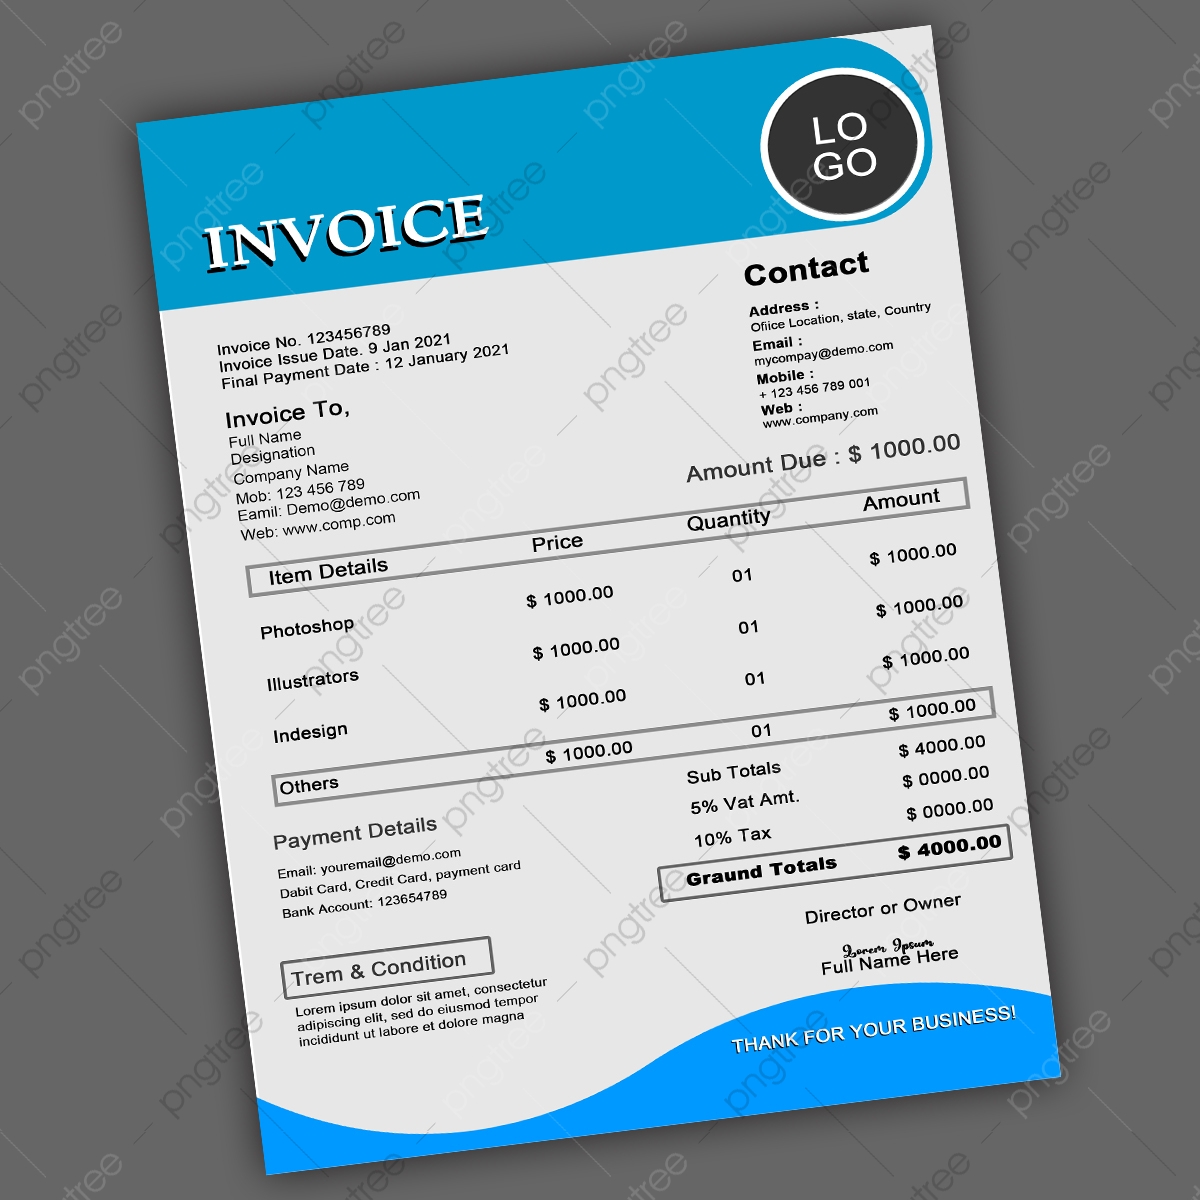 LO
GO
INVOICE
Invoice No. 123456789
Invoice Issue Date. 9 Jan 2021
Final Payment Date : 12 January 2021
Invoice To,
Full Name
Designation
Company Name
Mob: 123 456 789
Eamil: Demo@demo.com
Web: www.comp.com
Contact
Address :
Ofiice Location, state, Country
Email :
mycompay@demo.com
Mobile :
+ 123 456 789 001
Web :
www.company.com
Amount Due : $ 1000.00
Item Details Price Quantity Amount
Photoshop $ 1000.00 01 $ 1000.00
Illustrators $ 1000.00 01 $ 1000.00
Indesign $ 1000.00 01 $ 1000.00
Others $ 1000.00 01 $ 1000.00
Sub Totals $ 4000.00
5% Vat Amt. $ 0000.00
10% Tax $ 0000.00
Graund Totals $ 4000.00
Payment Details
Email: youremail@demo.com
Dabit Card, Credit Card, payment card
Bank Account: 123654789
Director or Owner
Lorem Ipsum
Full Name Here
Trem & Condition
Lorem ipsum dolor sit amet, consectetur
adipiscing elit, sed do eiusmod tempor
incididunt ut labore et dolore magna
THANK FOR YOUR BUSINESS!
pngtree